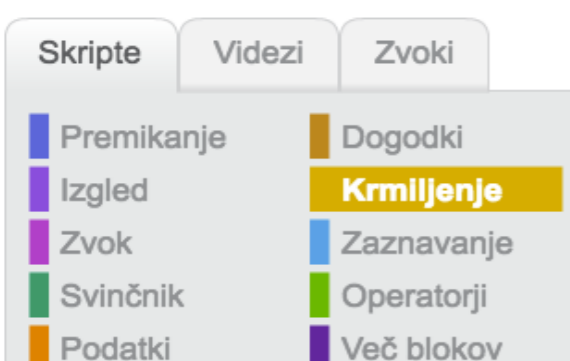 Skripte Videzi Zvoki
Premikanje Dogodki
Izgled Krmiljenje
Zvok Zaznavanje
Svinčnik Operatorji
Podatki Več blokov